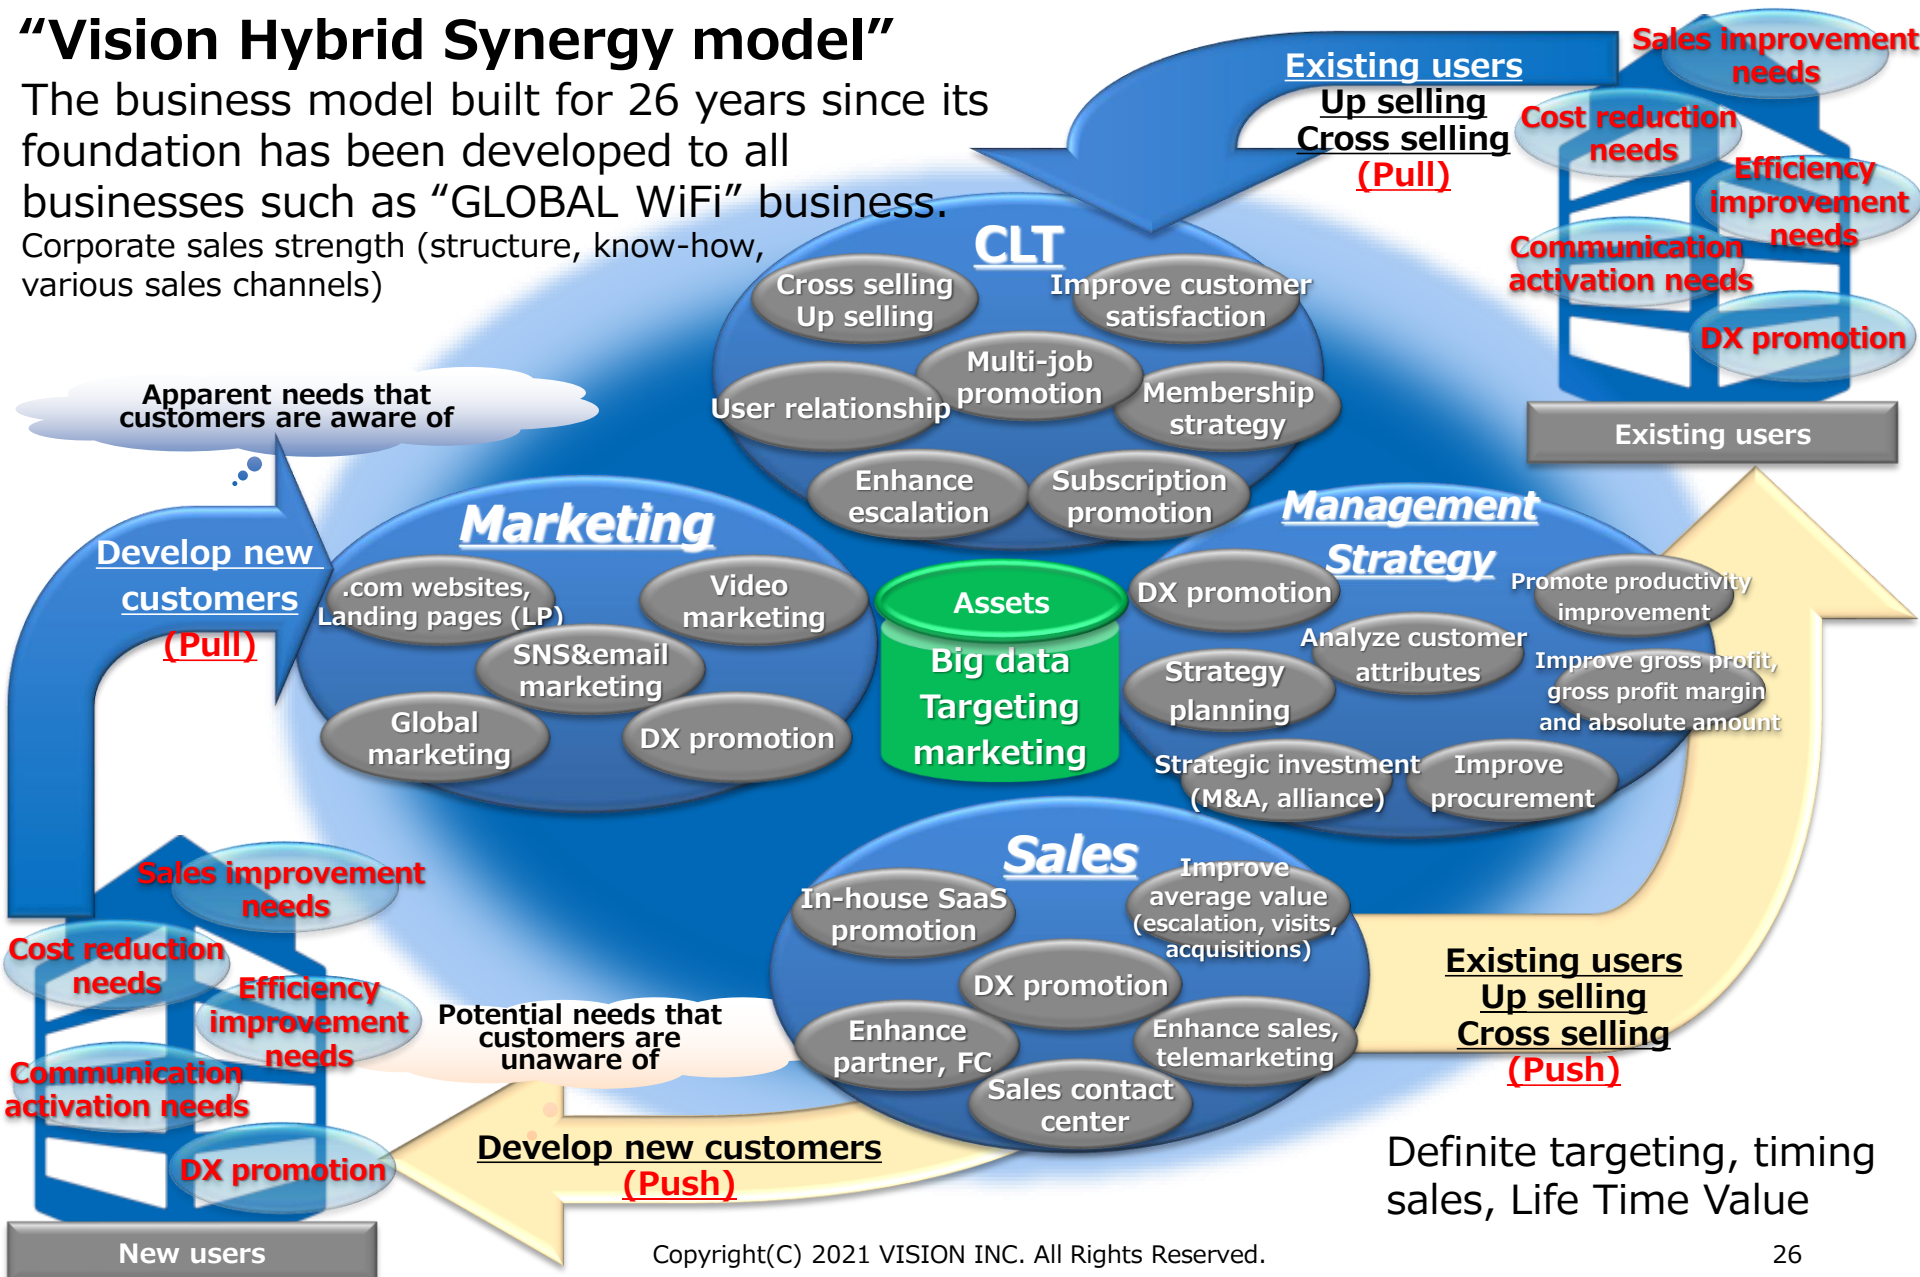 “Vision Hybrid Synergy model”
The business model built for 26 years since its
foundation has been developed to all
businesses such as “GLOBAL WiFi” business.
Corporate sales strength (structure, know-how,
various sales channels)
Existing users
Up selling
Cross selling
(Pull)
Sales improvement
needs
Cost reduction
needs
Efficiency
improvement
needs
Communication
activation needs
DX promotion
Existing users
CLT
Cross selling
Up selling
Improve customer
satisfaction
Multi-job
promotion
User relationship
Membership
strategy
Enhance
escalation
Subscription
promotion
Apparent needs that
customers are aware of
Develop new
customers
(Pull)
Marketing
.com websites,
Landing pages (LP)
Video
marketing
SNS&email
marketing
Global
marketing
DX promotion
Assets
Big data
Targeting
marketing
Management
Strategy
DX promotion
Promote productivity
improvement
Analyze customer
attributes
Strategy
planning
Improve gross profit,
gross profit margin
and absolute amount
Strategic investment
(M&A, alliance)
Improve
procurement
Sales
In-house SaaS
promotion
Improve
average value
(escalation, visits,
acquisitions)
DX promotion
Enhance
partner, FC
Enhance sales,
telemarketing
Sales contact
center
Existing users
Up selling
Cross selling
(Push)
Sales improvement
needs
Cost reduction
needs
Efficiency
improvement
needs
Communication
activation needs
DX promotion
New users
Potential needs that
customers are
unaware of
Develop new customers
(Push)
Definite targeting, timing
sales, Life Time Value
Copyright(C) 2021 VISION INC. All Rights Reserved.
26